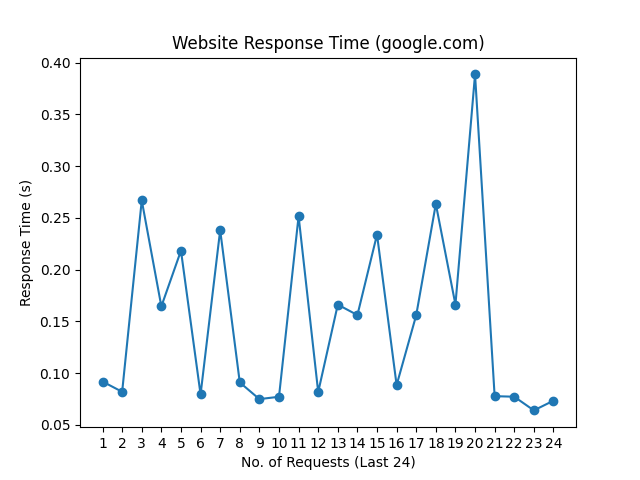 Website Response Time (google.com)
0.40
0.35
0.30
0.25
0.20
0.15
0.10
0.05
Response Time (s)
1 2 3 4 5 6 7 8 9 10 11 12 13 14 15 16 17 18 19 20 21 22 23 24
No. of Requests (Last 24)